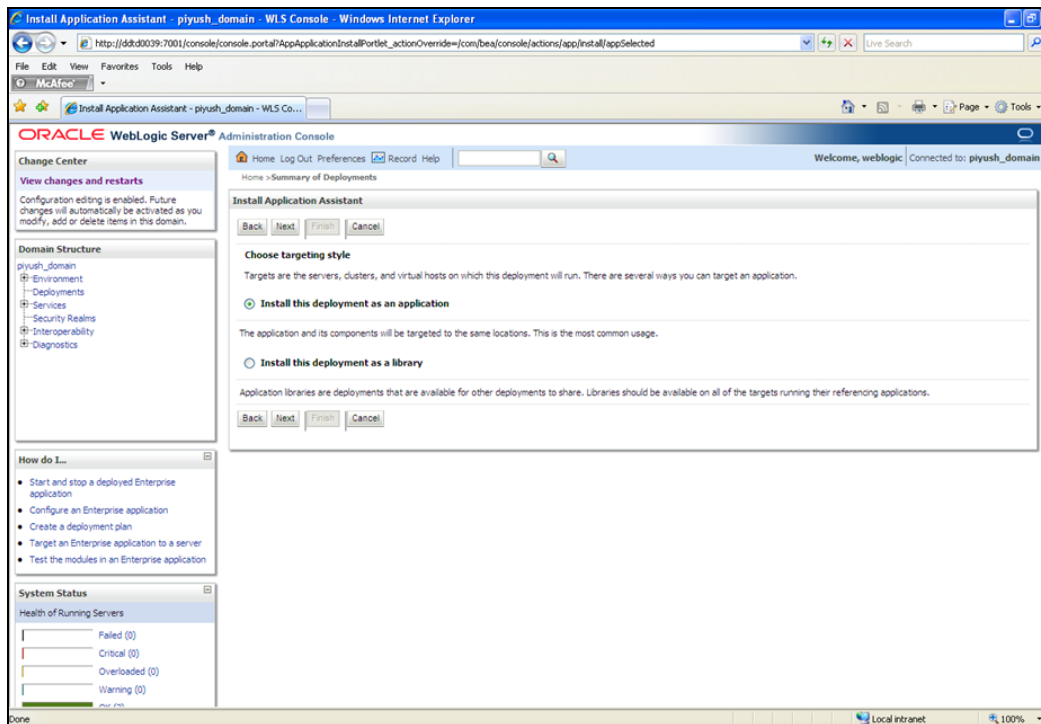 Install Application Assistant - piyush_domain - WLS Console - Windows Internet Explorer
http://ddtd0039:7001/console/console.portal?AppApplicationInstallPortlet_actionOverride=/com/bea/console/actions/app/install/appSelected
Live Search
File Edit View Favorites Tools Help
McAfee
Install Application Assistant - piyush_domain - WLS Co...
Page Tools
ORACLE WebLogic Server® Administration Console
Change Center
View changes and restarts
Configuration editing is enabled. Future
changes will automatically be activated as you
modify, add or delete items in this domain.
Domain Structure
piyush_domain
Environment
Deployments
Services
Security Realms
Interoperability
Diagnostics
How do I...
Start and stop a deployed Enterprise
application
Configure an Enterprise application
Create a deployment plan
Target an Enterprise application to a server
Test the modules in an Enterprise application
System Status
Health of Running Servers
Failed (0)
Critical (0)
Overloaded (0)
Warning (0)
Home Log Out Preferences Record Help
Welcome, weblogic Connected to: piyush_domain
Home >Summary of Deployments
Install Application Assistant
Back Next Finish Cancel
Choose targeting style
Targets are the servers, clusters, and virtual hosts on which this deployment will run. There are several ways you can target an application.
Install this deployment as an application
The application and its components will be targeted to the same locations. This is the most common usage.
Install this deployment as a library
Application libraries are deployments that are available for other deployments to share. Libraries should be available on all of the targets running their referencing applications.
Back Next Finish Cancel
Done
Local intranet
100%